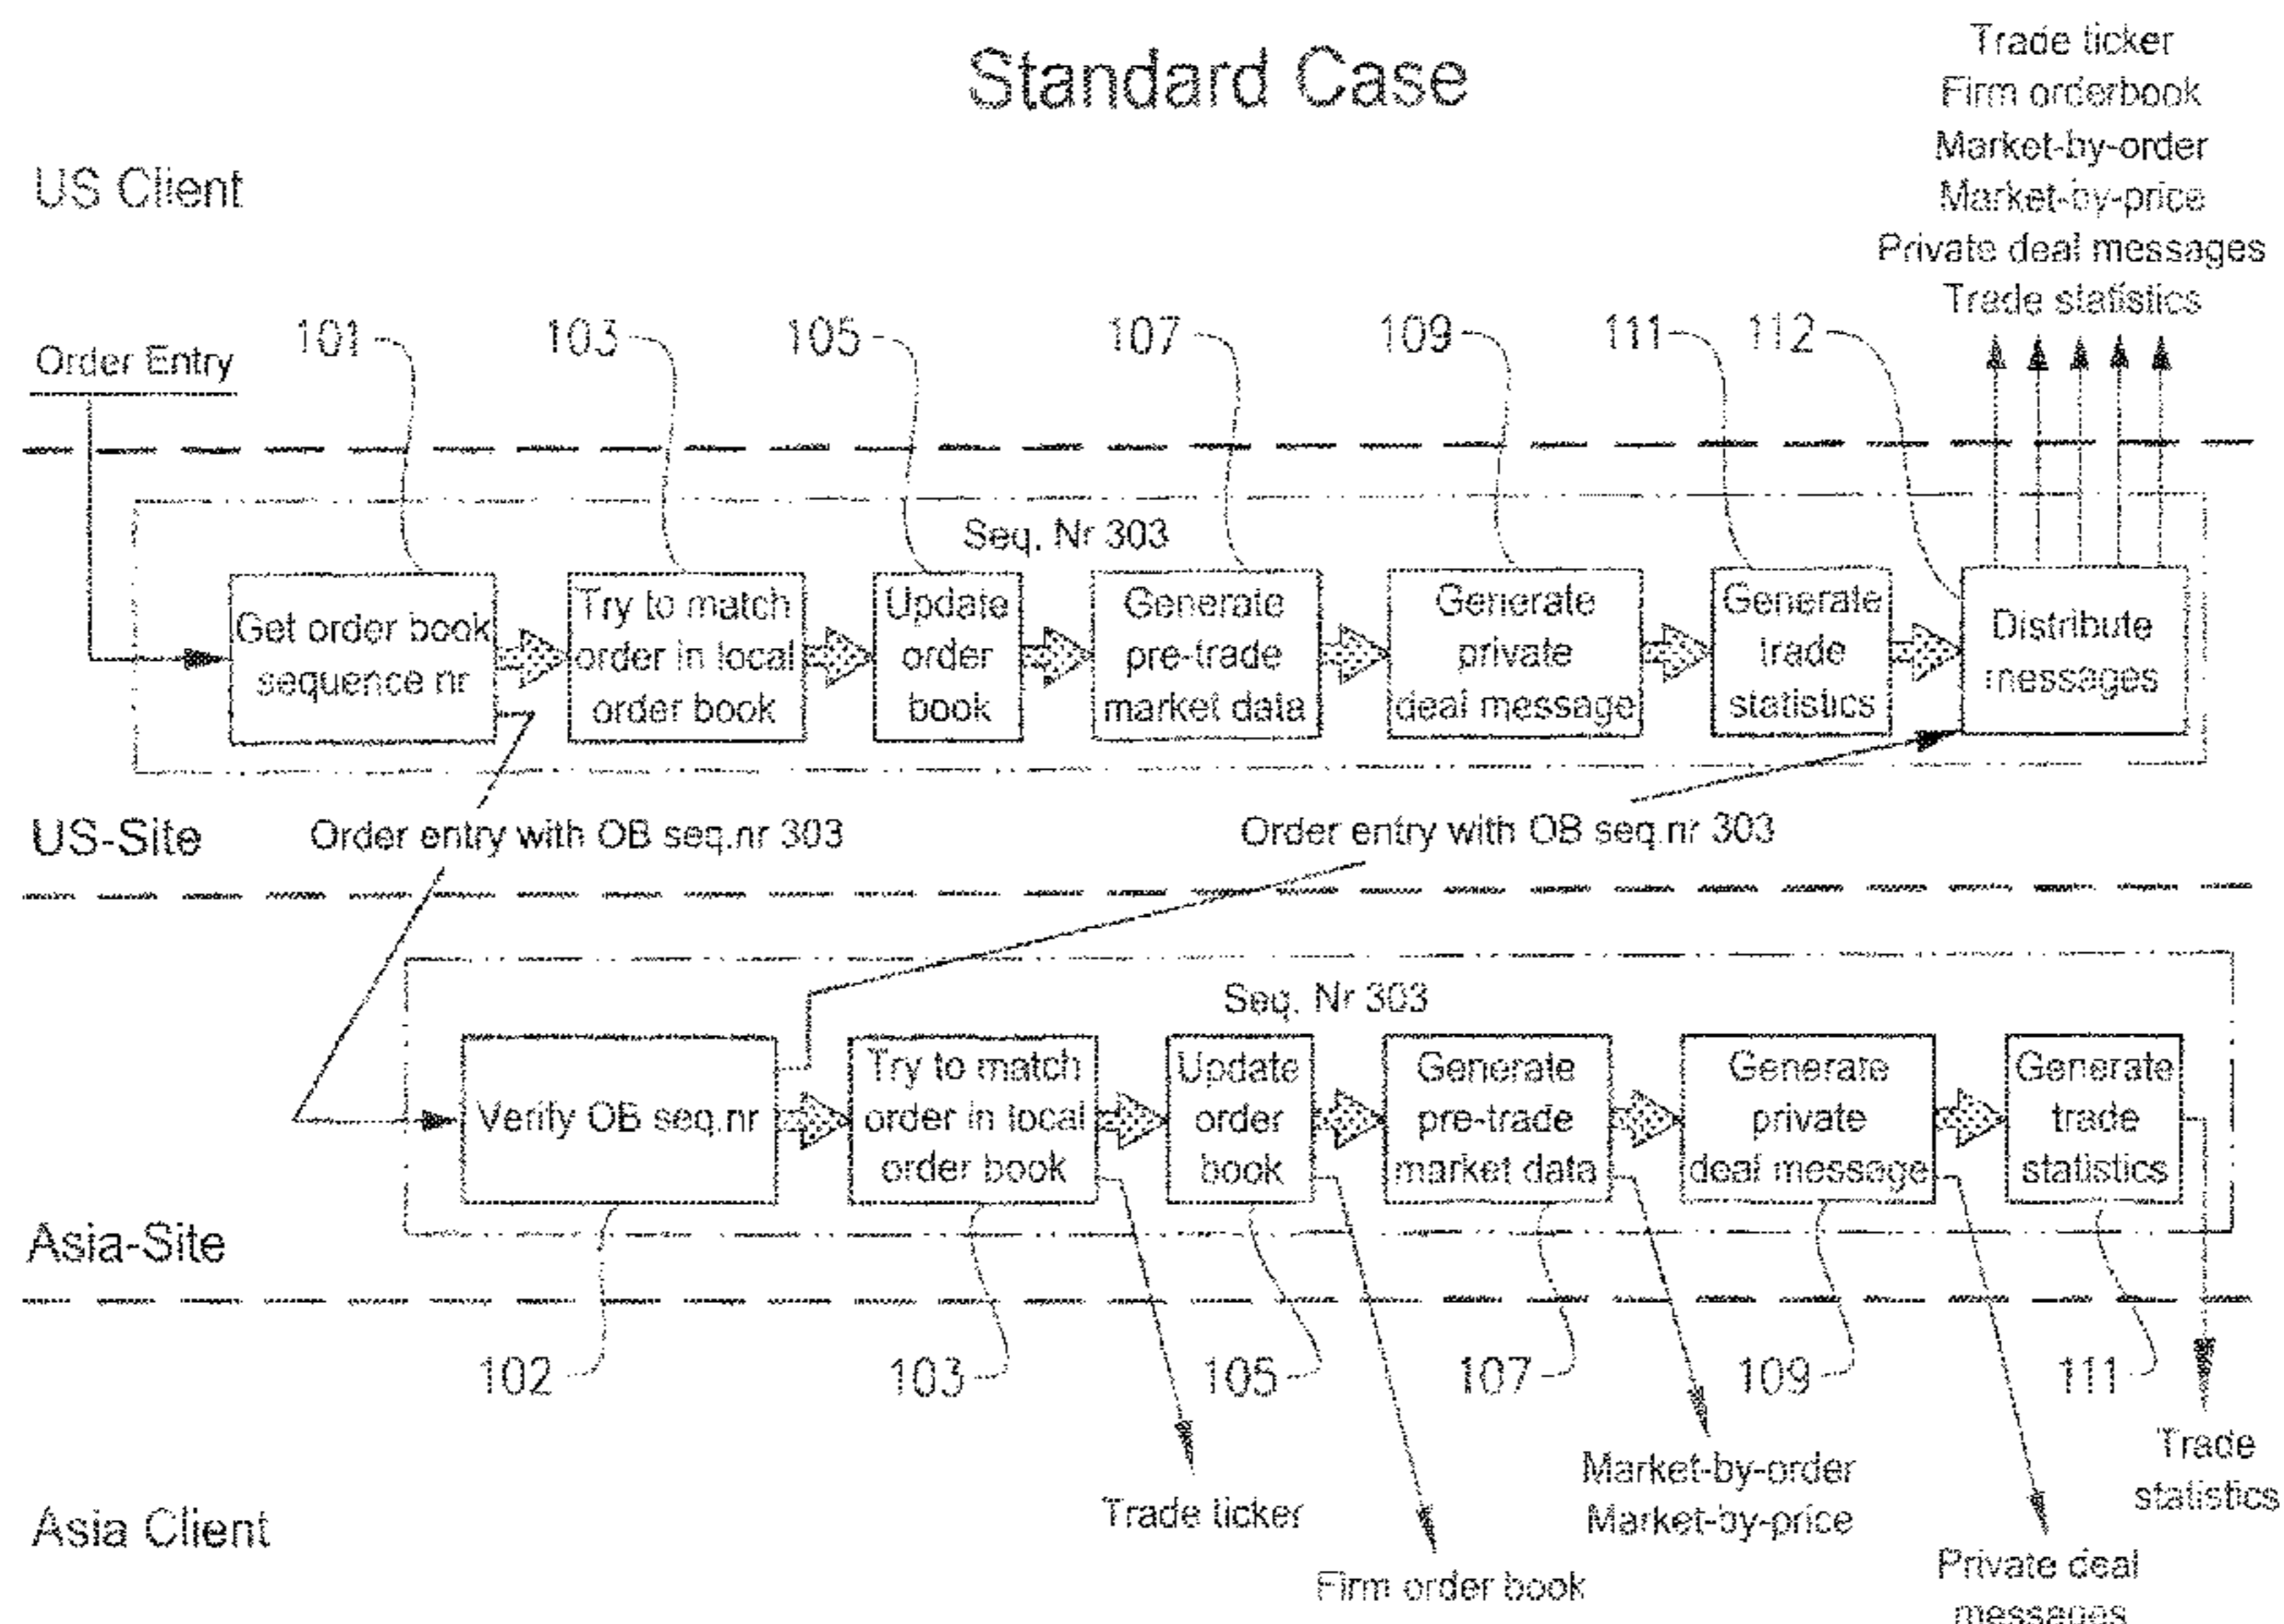 Standard Case
Trade ticker
Firm orderbook
Market-by-order
Market-by-price
Private deal messages
Trade statistics
US Client
Order Entry
101
103
105
107
109
111
112
Seq. Nr 303
Get order book
sequence nr
Try to match
order in local
order book
Update
order
book
Generate
pre-trade
market data
Generate
private
deal message
Generate
trade
statistics
Distribute
messages
US-Site
Order entry with OB seq.nr 303
Order entry with OB seq.nr 303
Seq. Nr 303
Verify OB seq.nr
Try to match
order in local
order book
Update
order
book
Generate
pre-trade
market data
Generate
private
deal message
Generate
trade
statistics
Asia-Site
102
103
105
107
109
111
Asia Client
Trade ticker
Firm order book
Market-by-order
Market-by-price
Private deal
messages
Trade
statistics